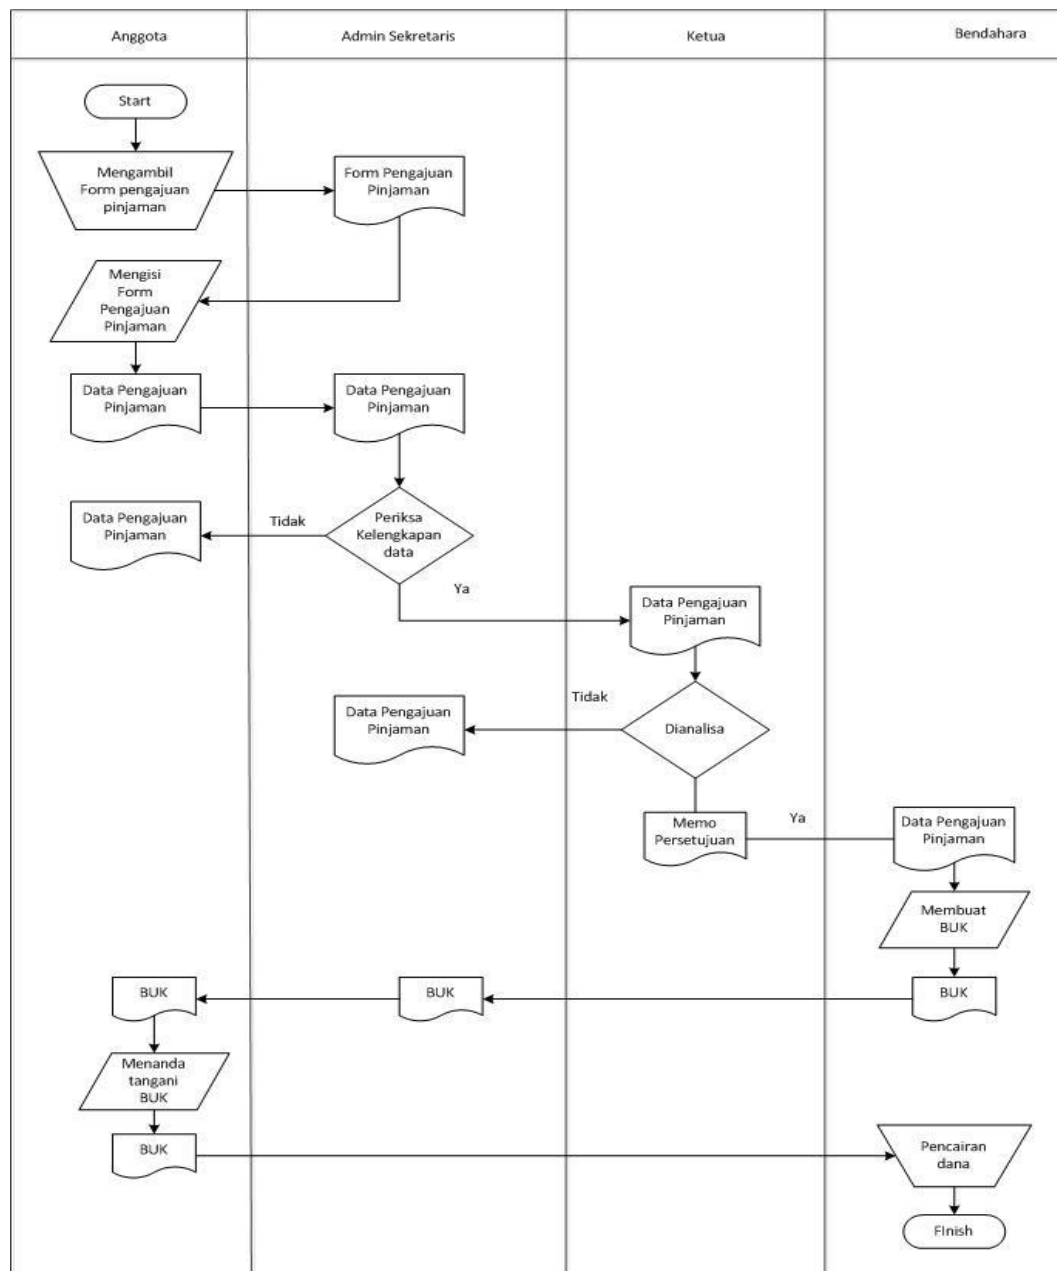 Anggota
Admin Sekretaris
Ketua
Bendahara
Start
Mengambil
Form pengajuan
pinjaman
Form Pengajuan
Pinjaman
Mengisi
Form
Pengajuan
Pinjaman
Data Pengajuan
Pinjaman
Data Pengajuan
Pinjaman
Data Pengajuan
Pinjaman
Tidak
Periksa
Kelengkapan
data
Ya
Data Pengajuan
Pinjaman
Data Pengajuan
Pinjaman
Tidak
Dianalisa
Memo
Persetujuan
Ya
Data Pengajuan
Pinjaman
Membuat
BUK
BUK
BUK
BUK
Menanda
tangani
BUK
BUK
Pencairan
dana
FInish